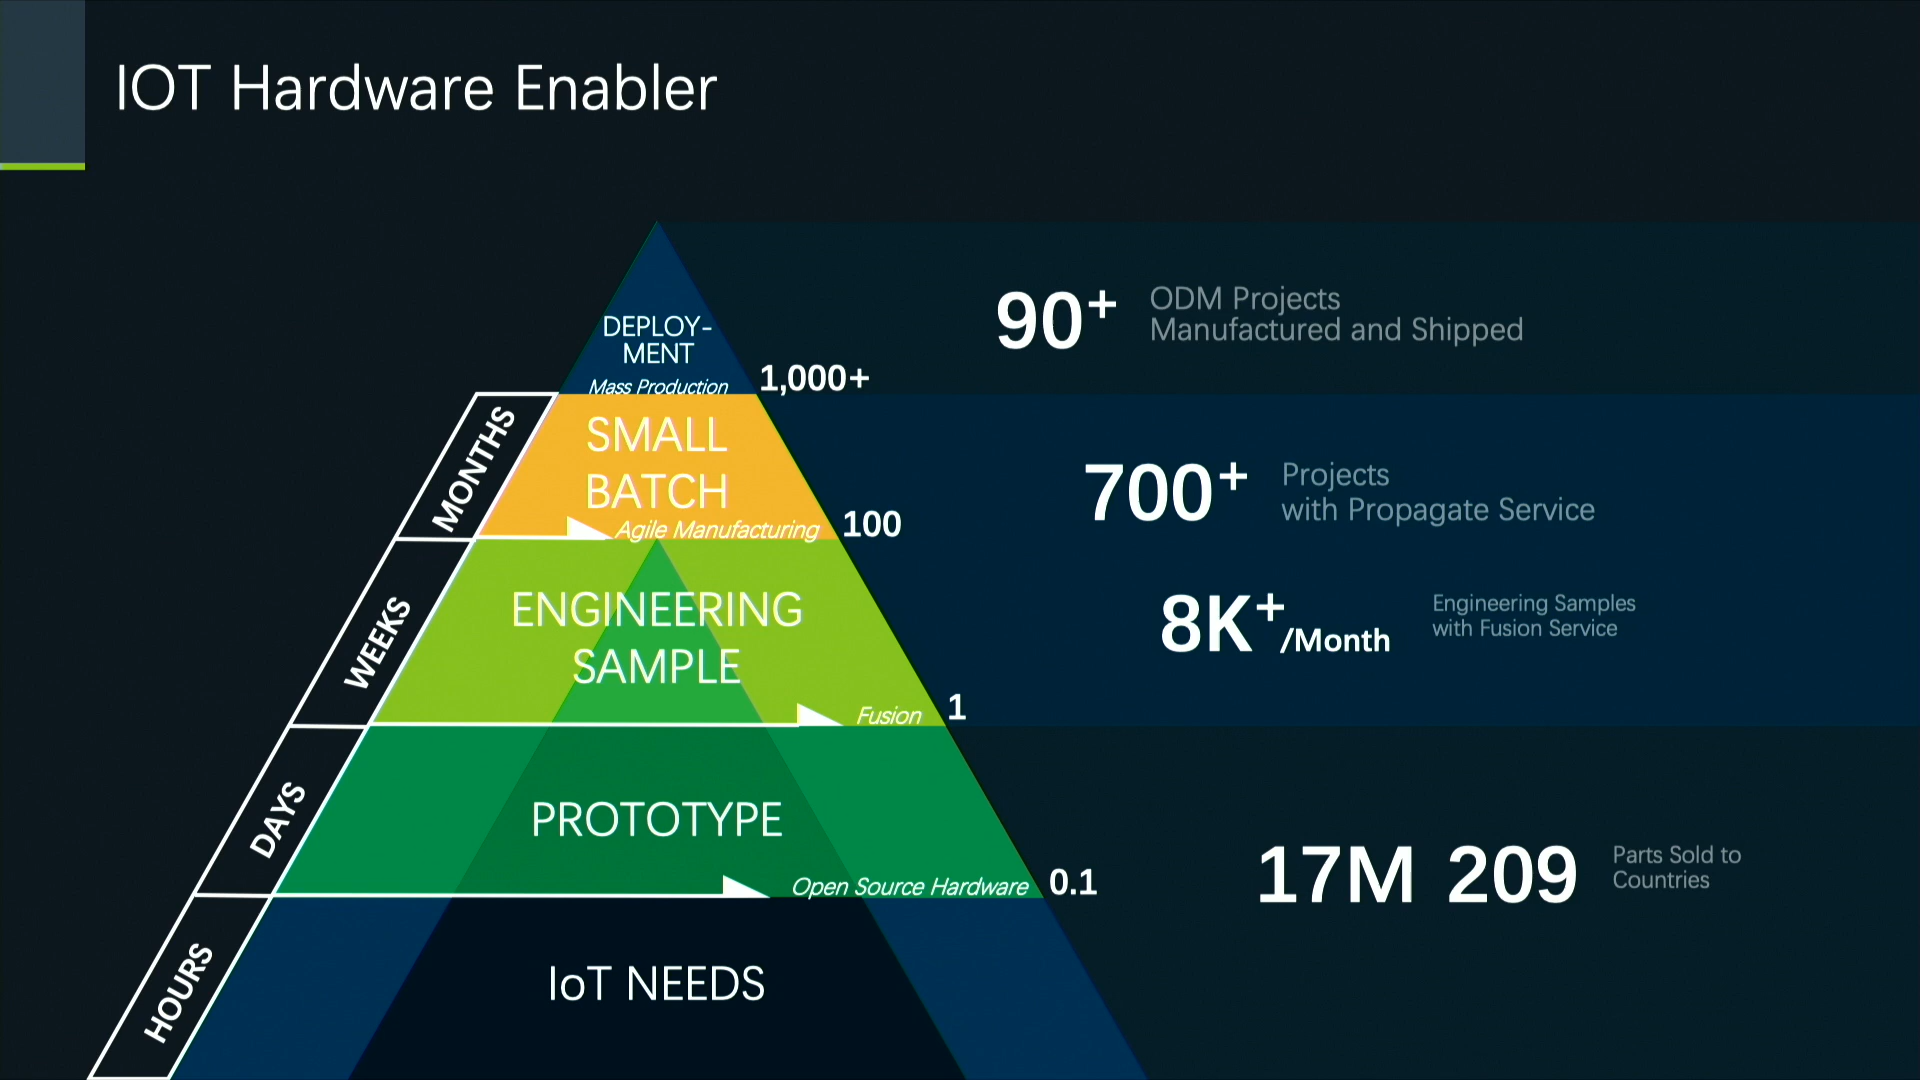 IOT Hardware Enabler
DEPLOY-
MENT
Mass Production
1,000+
90+
ODM Projects
Manufactured and Shipped
MONTHS
SMALL
BATCH
Agile Manufacturing
100
700+
Projects
with Propagate Service
WEEKS
ENGINEERING
SAMPLE
Fusion
1
8K+/Month
Engineering Samples
with Fusion Service
DAYS
PROTOTYPE
Open Source Hardware
0.1
17M 209
Parts Sold to
Countries
HOURS
IoT NEEDS